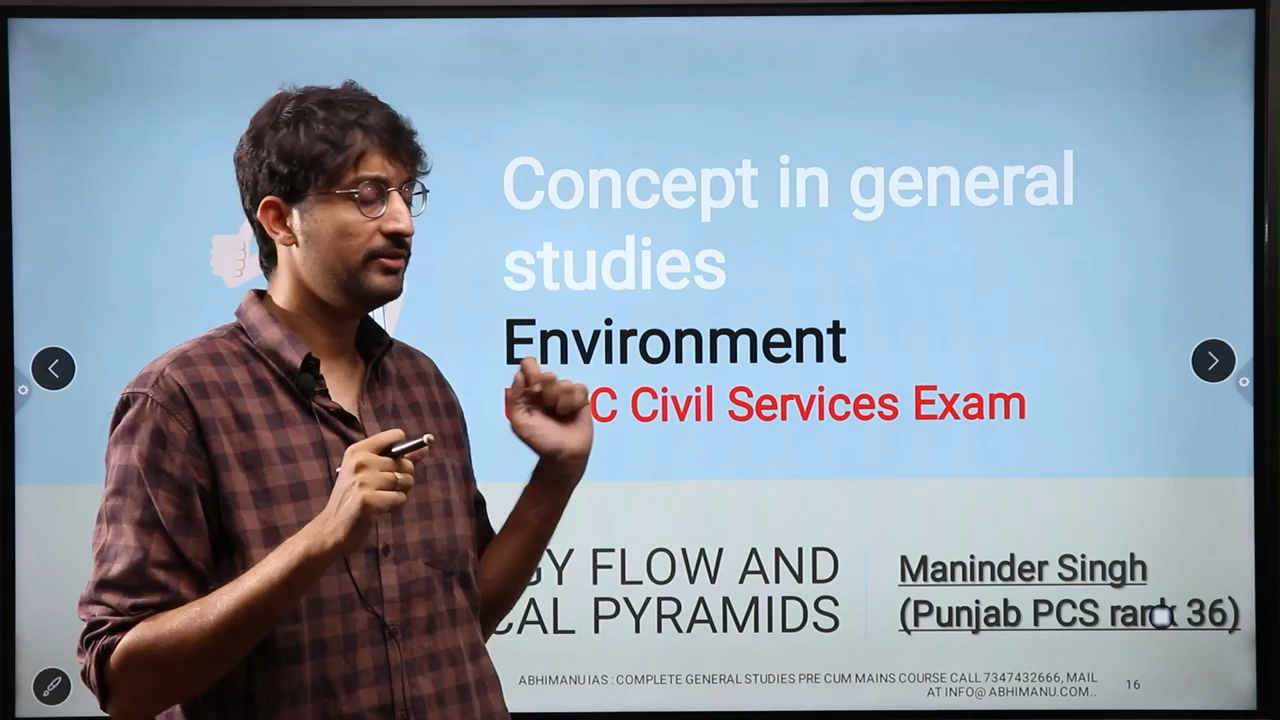 Concept in general
studies
Environment
C Civil Services Exam
GY FLOW AND
CAL PYRAMIDS
Maninder Singh
(Punjab PCS rank 36)
ABHIMANU IAS : COMPLETE GENERAL STUDIES PRE CUM MAINS COURSE CALL 7347432666, MAIL
AT INFO@ ABHIMANU.COM..
16